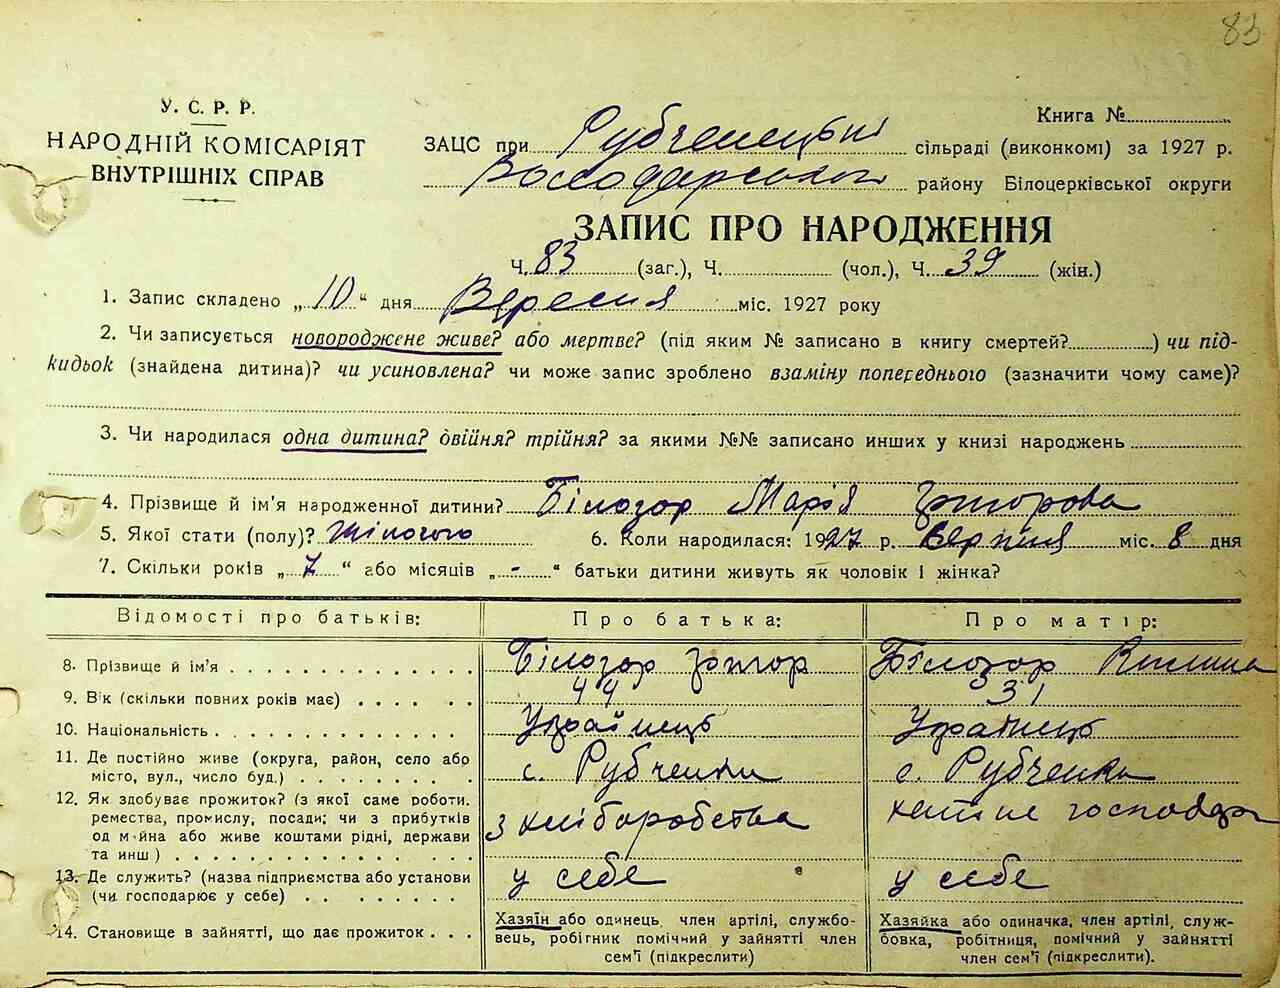 83
У. С. Р. Р.
НАРОДНІЙ КОМІСАРІЯТ
ВНУТРІШНІХ СПРАВ
Книга №
ЗАЦС при Рубченецькій сільраді (виконкомі) за 1927 р.
Володарського району Білоцерківської округи
ЗАПИС ПРО НАРОДЖЕННЯ
Ч. 83 (заг.), Ч. (чол.), Ч. 39 (жін.)
1. Запис складено „ 10 “ дня Вересня міс. 1927 року
2. Чи записується новороджене живе? або мертве? (під яким № записано в книгу смертей? ) чи під-
кидьок (знайдена дитина)? чи усиновлена? чи може запис зроблено взаміну попереднього (зазначити чому саме)?
3. Чи народилася одна дитина? двійня? трійня? за якими №№ записано инших у книзі народжень
4. Прізвище й ім'я народженної дитини? Білозор Марія Григорова
5. Якої стати (полу)? жіночого 6. Коли народилася: 1927 р. міс. 8 дня
7. Скільки років „ 7 “ або місяців „ - “ батьки дитини живуть як чоловік і жінка?
Відомості про батьків: Про батька: Про матір:
8. Прізвище й ім'я Білозор Григор Білозор
9. Вік (скільки повних років має) 44 31
10. Національність Українець Українець
11. Де постійно живе (округа, район, село або
місто, вул., число буд.) с. Рубченки с. Рубченки
12. Як здобуває прожиток? (з якої саме роботи.
ремества, промислу, посади; чи з прибутків
од майна або живе коштами рідні, держави
та инш ) з хліборобства
13. Де служить? (назва підприємства або установи
(чи господарює у себе) у себе у себе
14. Становище в зайнятті, що дає прожиток
Хазяїн або одинець, член артілі, службо-
вець, робігник помічний у зайнятті член
сем'ї (підкреслити)
Хазяйка або одиначка, член артілі, служ-
бовка, робітниця, помічний у зайнятті
член сем'ї (підкреслити).